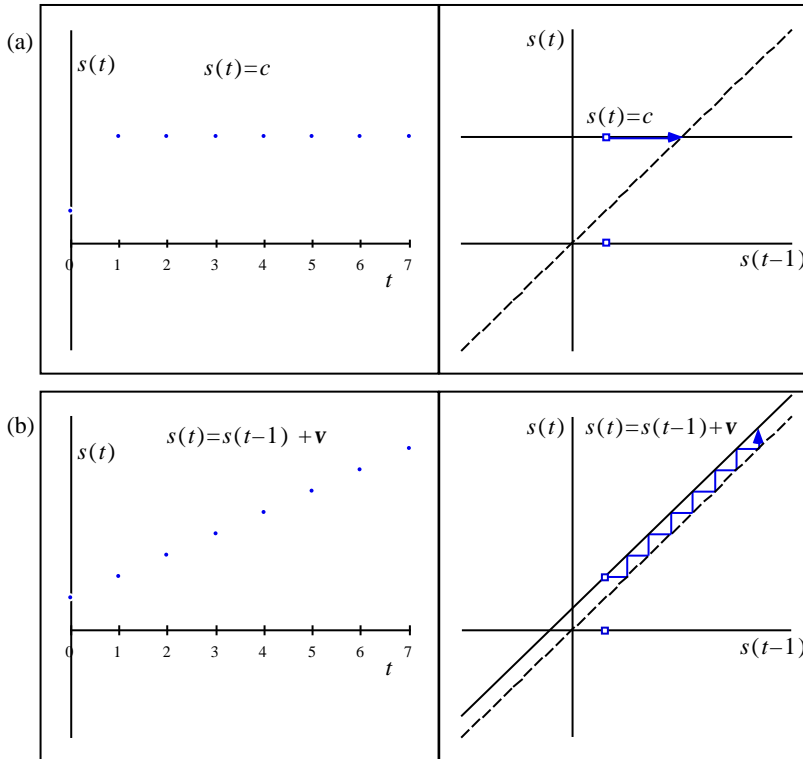 (a)
s(t)
s(t)=c
0 1 2 3 4 5 6 7
t
s(t)
s(t)=c
s(t−1)
(b)
s(t)
s(t)=s(t−1) +v
0 1 2 3 4 5 6 7
t
s(t) s(t)=s(t−1)+v
s(t−1)